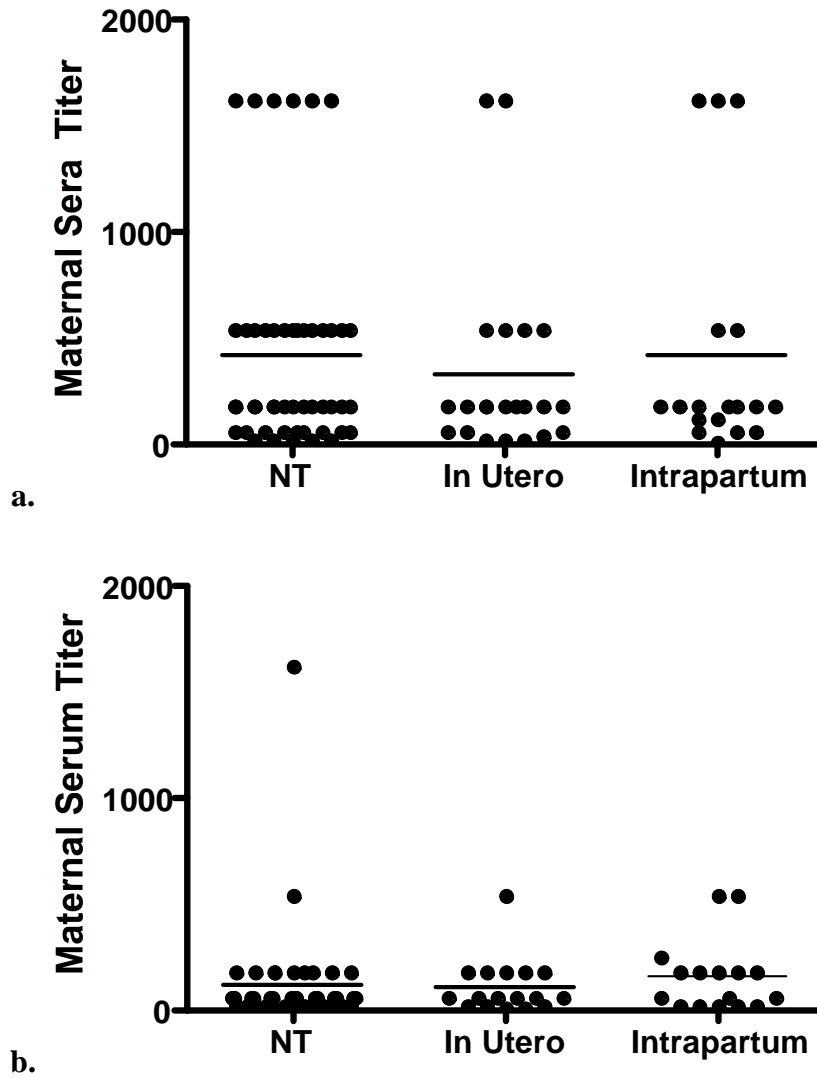 2000
Maternal Sera Titer
1000
0
NT In Utero Intrapartum
a.
2000
Maternal Serum Titer
1000
0
NT In Utero Intrapartum
b.